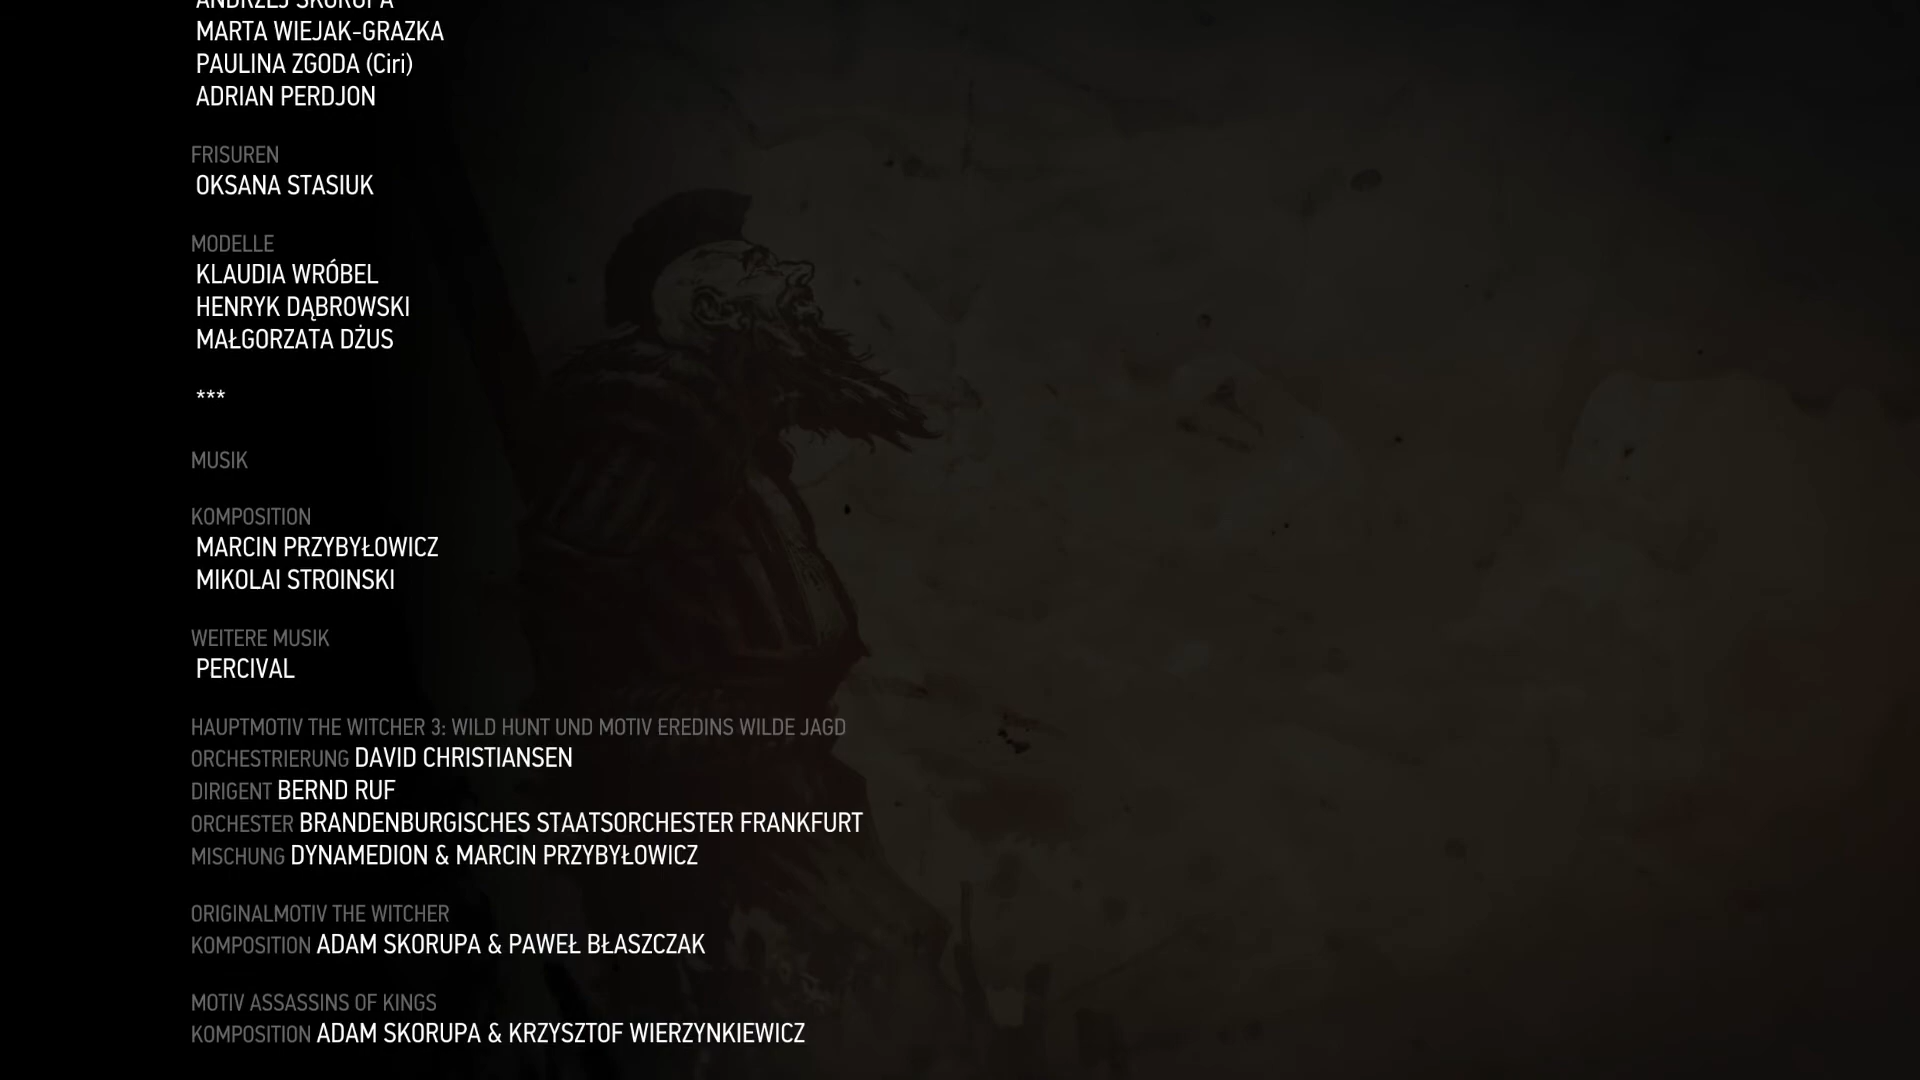 ANDRZEJ SKORUPA
MARTA WIEJAK-GRAZKA
PAULINA ZGODA (Ciri)
ADRIAN PERDJON
FRISUREN
OKSANA STASIUK
MODELLE
KLAUDIA WRÓBEL
HENRYK DĄBROWSKI
MAŁGORZATA DŻUS
***
MUSIK
KOMPOSITION
MARCIN PRZYBYŁOWICZ
MIKOLAI STROINSKI
WEITERE MUSIK
PERCIVAL
HAUPTMOTIV THE WITCHER 3: WILD HUNT UND MOTIV EREDINS WILDE JAGD
ORCHESTRIERUNG DAVID CHRISTIANSEN
DIRIGENT BERND RUF
ORCHESTER BRANDENBURGISCHES STAATSORCHESTER FRANKFURT
MISCHUNG DYNAMEDION & MARCIN PRZYBYŁOWICZ
ORIGINALMOTIV THE WITCHER
KOMPOSITION ADAM SKORUPA & PAWEŁ BŁASZCZAK
MOTIV ASSASSINS OF KINGS
KOMPOSITION ADAM SKORUPA & KRZYSZTOF WIERZYNKIEWICZ